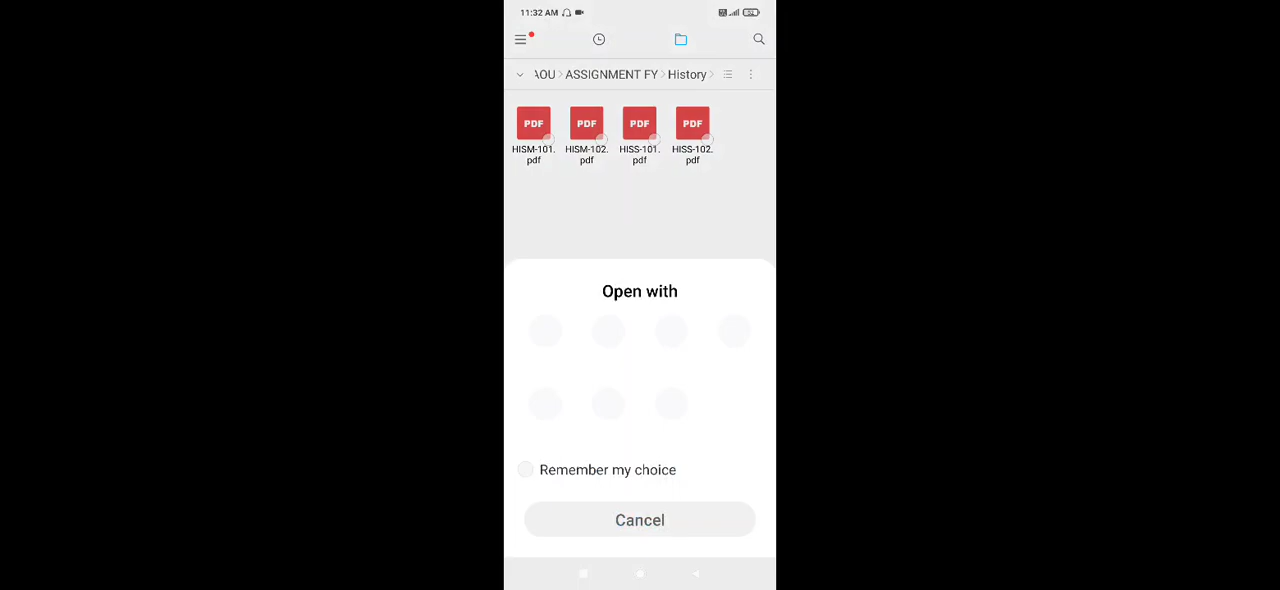 11:32 AM
AOU > ASSIGNMENT FY > History >
PDF PDF PDF PDF
HISM-101.pdf HISM-102.pdf HISS-101.pdf HISS-102.pdf
Open with
Remember my choice
Cancel